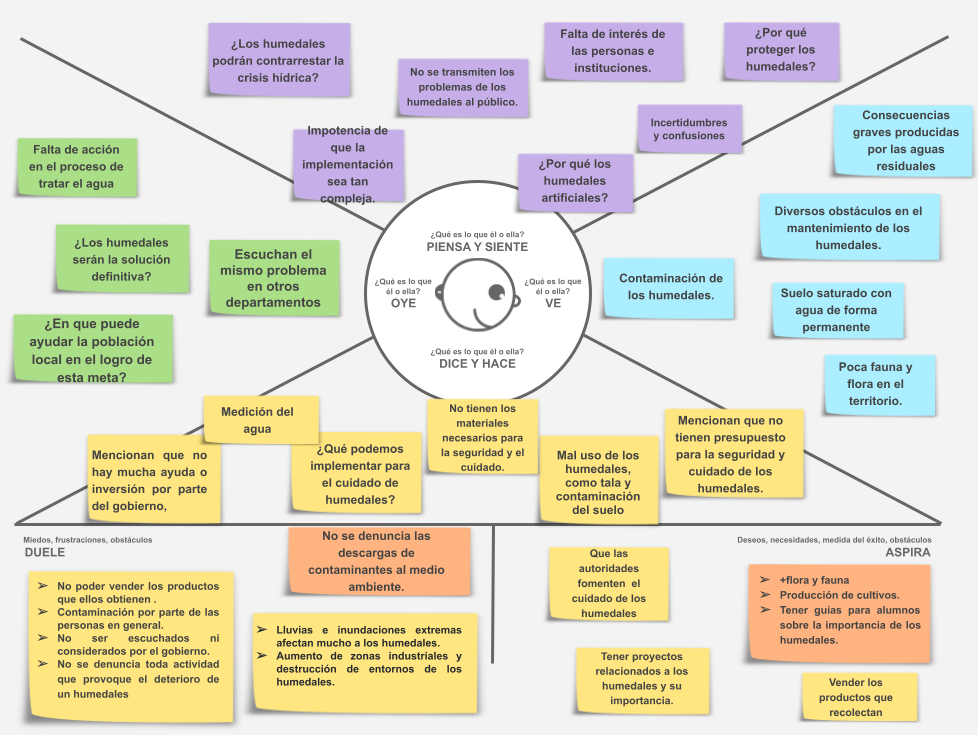 ¿Los humedales
podrán contrarrestar la
crisis hídrica?
No se transmiten los
problemas de los
humedales al público.
Falta de interés de
las personas e
instituciones.
¿Por qué
proteger los
humedales?
Impotencia de
que la
implementación
sea tan
compleja.
Incertidumbres
y confusiones
¿Por qué los
humedales
artificiales?
Consecuencias
graves producidas
por las aguas
residuales
Diversos obstáculos en el
mantenimiento de los
humedales.
Contaminación de
los humedales.
Suelo saturado con
agua de forma
permanente
Poca fauna y
flora en el
territorio.
Falta de acción
en el proceso de
tratar el agua
¿Los humedales
serán la solución
definitiva?
Escuchan el
mismo problema
en otros
departamentos
¿En que puede
ayudar la población
local en el logro de
esta meta?
¿Qué es lo que él o ella?
PIENSA Y SIENTE
¿Qué es lo que
él o ella?
OYE
¿Qué es lo que
él o ella?
VE
¿Qué es lo que él o ella?
DICE Y HACE
Medición del
agua
Mencionan que no
hay mucha ayuda o
inversión por parte
del gobierno,
¿Qué podemos
implementar para
el cuidado de
humedales?
No tienen los
materiales
necesarios para
la seguridad y el
cuidado.
Mal uso de los
humedales,
como tala y
contaminación
del suelo
Mencionan que no
tienen presupuesto
para la seguridad y
cuidado de los
humedales.
Miedos, frustraciones, obstáculos
DUELE
➢ No poder vender los productos
que ellos obtienen .
➢ Contaminación por parte de las
personas en general.
➢ No ser escuchados ni
considerados por el gobierno.
➢ No se denuncia toda actividad
que provoque el deterioro de
un humedales
No se denuncia las
descargas de
contaminantes al medio
ambiente.
➢ Lluvias e inundaciones extremas
afectan mucho a los humedales.
➢ Aumento de zonas industriales y
destrucción de entornos de los
humedales.
Deseos, necesidades, medida del éxito, obstáculos
ASPIRA
Que las
autoridades
fomenten el
cuidado de los
humedales
➢ +flora y fauna
➢ Producción de cultivos.
➢ Tener guías para alumnos
sobre la importancia de los
humedales.
Tener proyectos
relacionados a los
humedales y su
importancia.
Vender los
productos que
recolectan